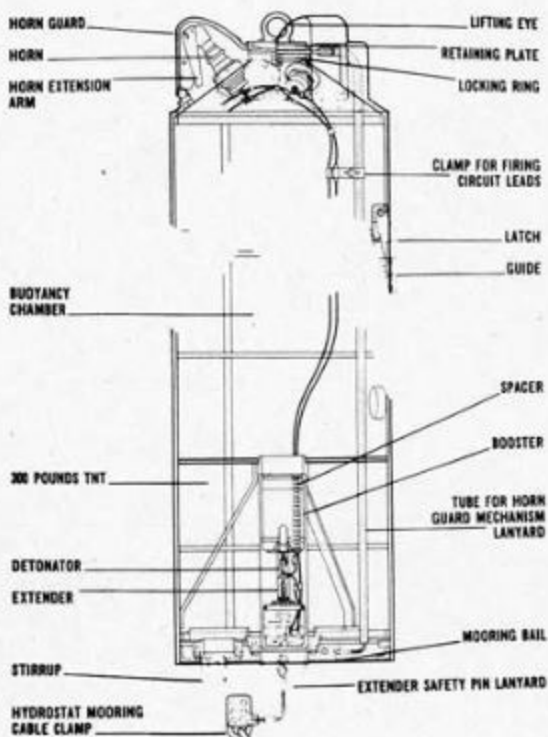 HORN GUARD
HORN
HORN EXTENSION
ARM
BUOYANCY
CHAMBER
300 POUNDS TNT
DETONATOR
EXTENDER
STIRRUP
HYDROSTAT MOORING
CABLE CLAMP
LIFTING EYE
RETAINING PLATE
LOCKING RING
CLAMP FOR FIRING
CIRCUIT LEADS
LATCH
GUIDE
SPACER
BOOSTER
TUBE FOR HORN
GUARD MECHANISM
LANYARD
MOORING BAIL
EXTENDER SAFETY PIN LANYARD